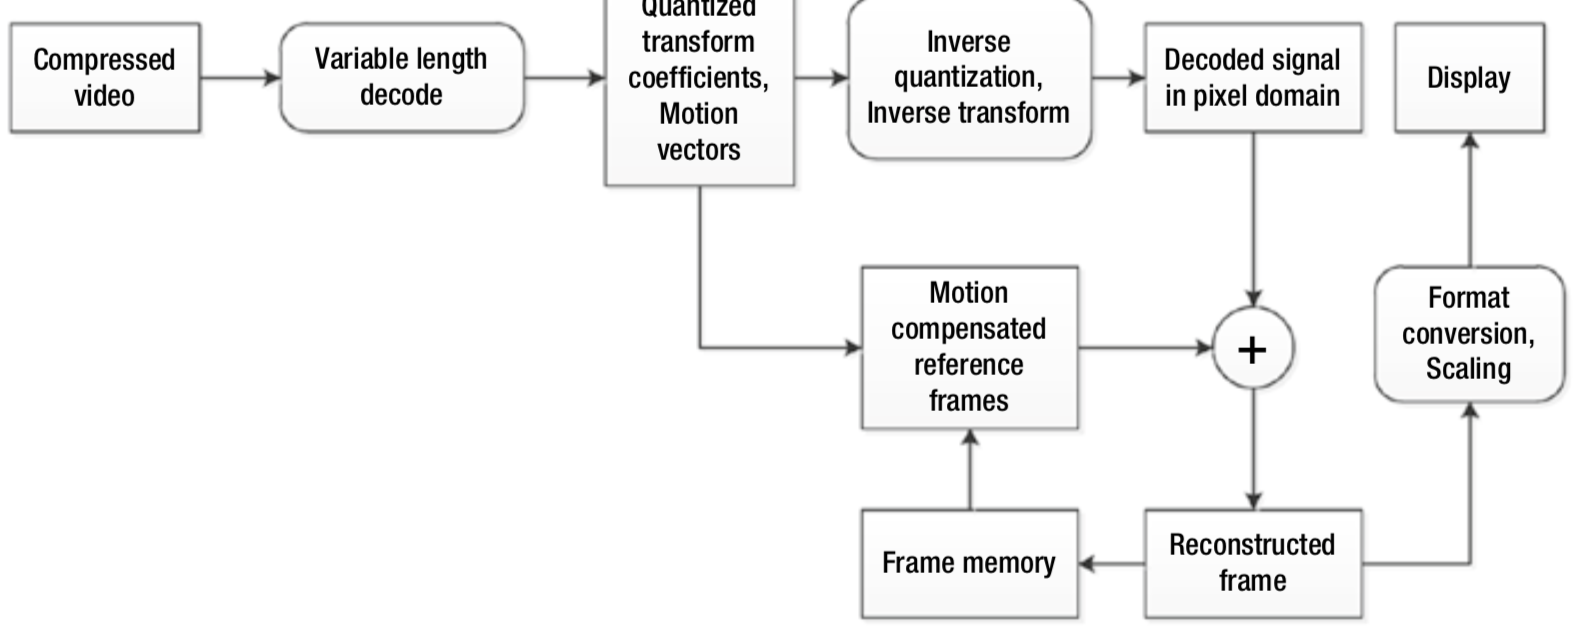 Compressed
video
Variable length
decode
Quantized
transform
coefficients,
Motion
vectors
Inverse
quantization,
Inverse transform
Decoded signal
in pixel domain
Display
Motion
compensated
reference
frames
+
Format
conversion,
Scaling
Frame memory
Reconstructed
frame